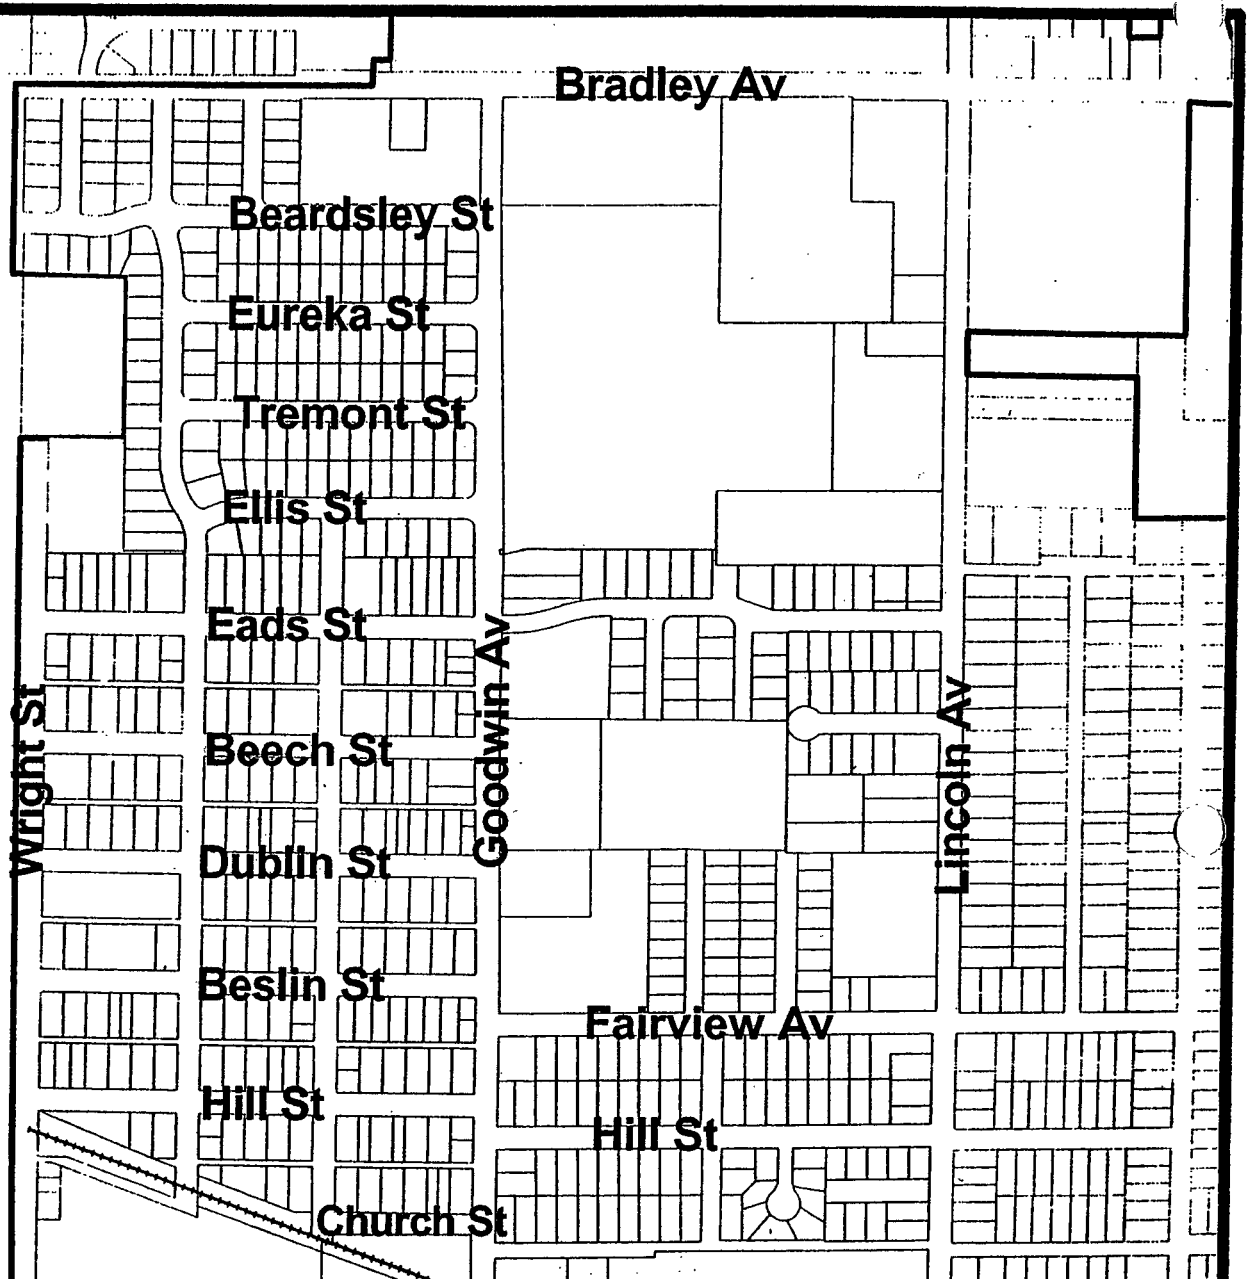 Bradley Av
Beardsley St
Eureka St
Tremont St
Ellis St
Eads St
Goodwin Av
Wright St
Lincoln Av
Beech St
Dublin St
Beslin St
Fairview Av
Hill St
Hill St
Church St